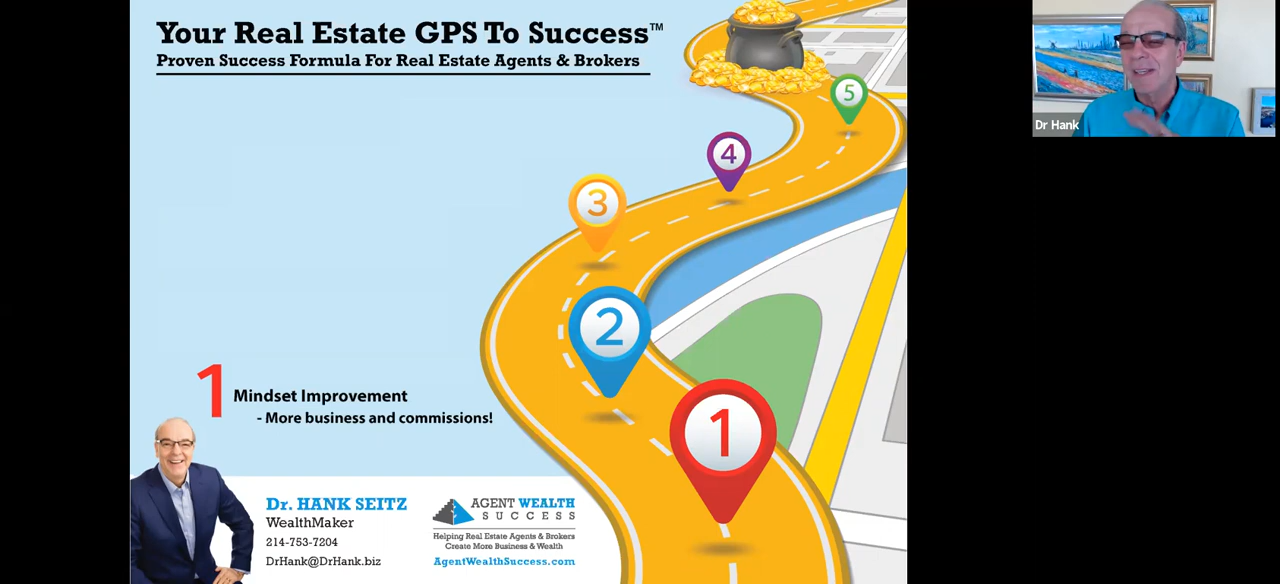 Your Real Estate GPS To Success™
Proven Success Formula For Real Estate Agents & Brokers
5
4
3
2
1
1 Mindset Improvement
- More business and commissions!
Dr. HANK SEITZ
WealthMaker
214-753-7204
DrHank@DrHank.biz
AGENT WEALTH
SUCCESS
Helping Real Estate Agents & Brokers
Create More Business & Wealth
AgentWealthSuccess.com
Dr Hank